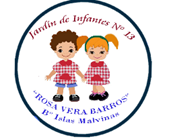 Jardín de Infantes Nº 13
"ROSA VERA BARROS"
Bº Islas Malvinas